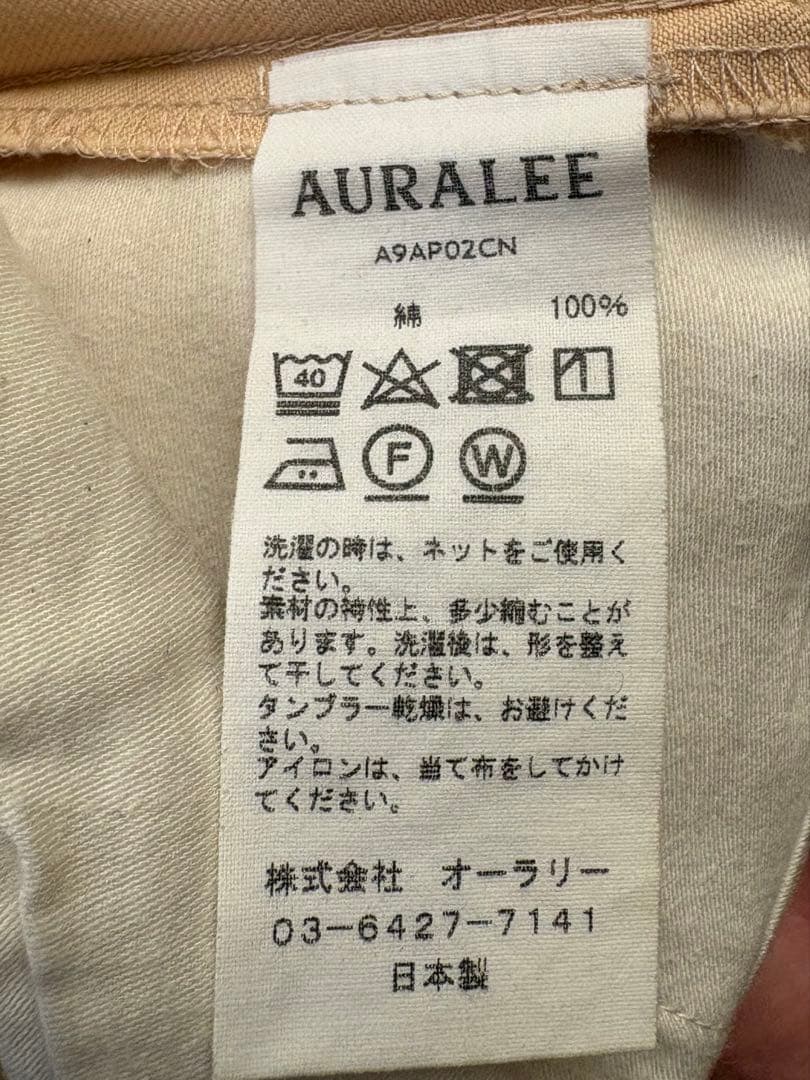 AURALEE
A9AP02CN
綿 100%
40
F W
洗濯の時は、ネットをご使用く
ださい。
素材の特性上、多少縮むことが
あります。洗濯後は、形を整え
て干してください。
タンブラー乾燥は、お避けくだ
さい。
アイロンは、当て布をしてかけ
てください。
株式会社 オーラリー
03-6427-7141
日本製